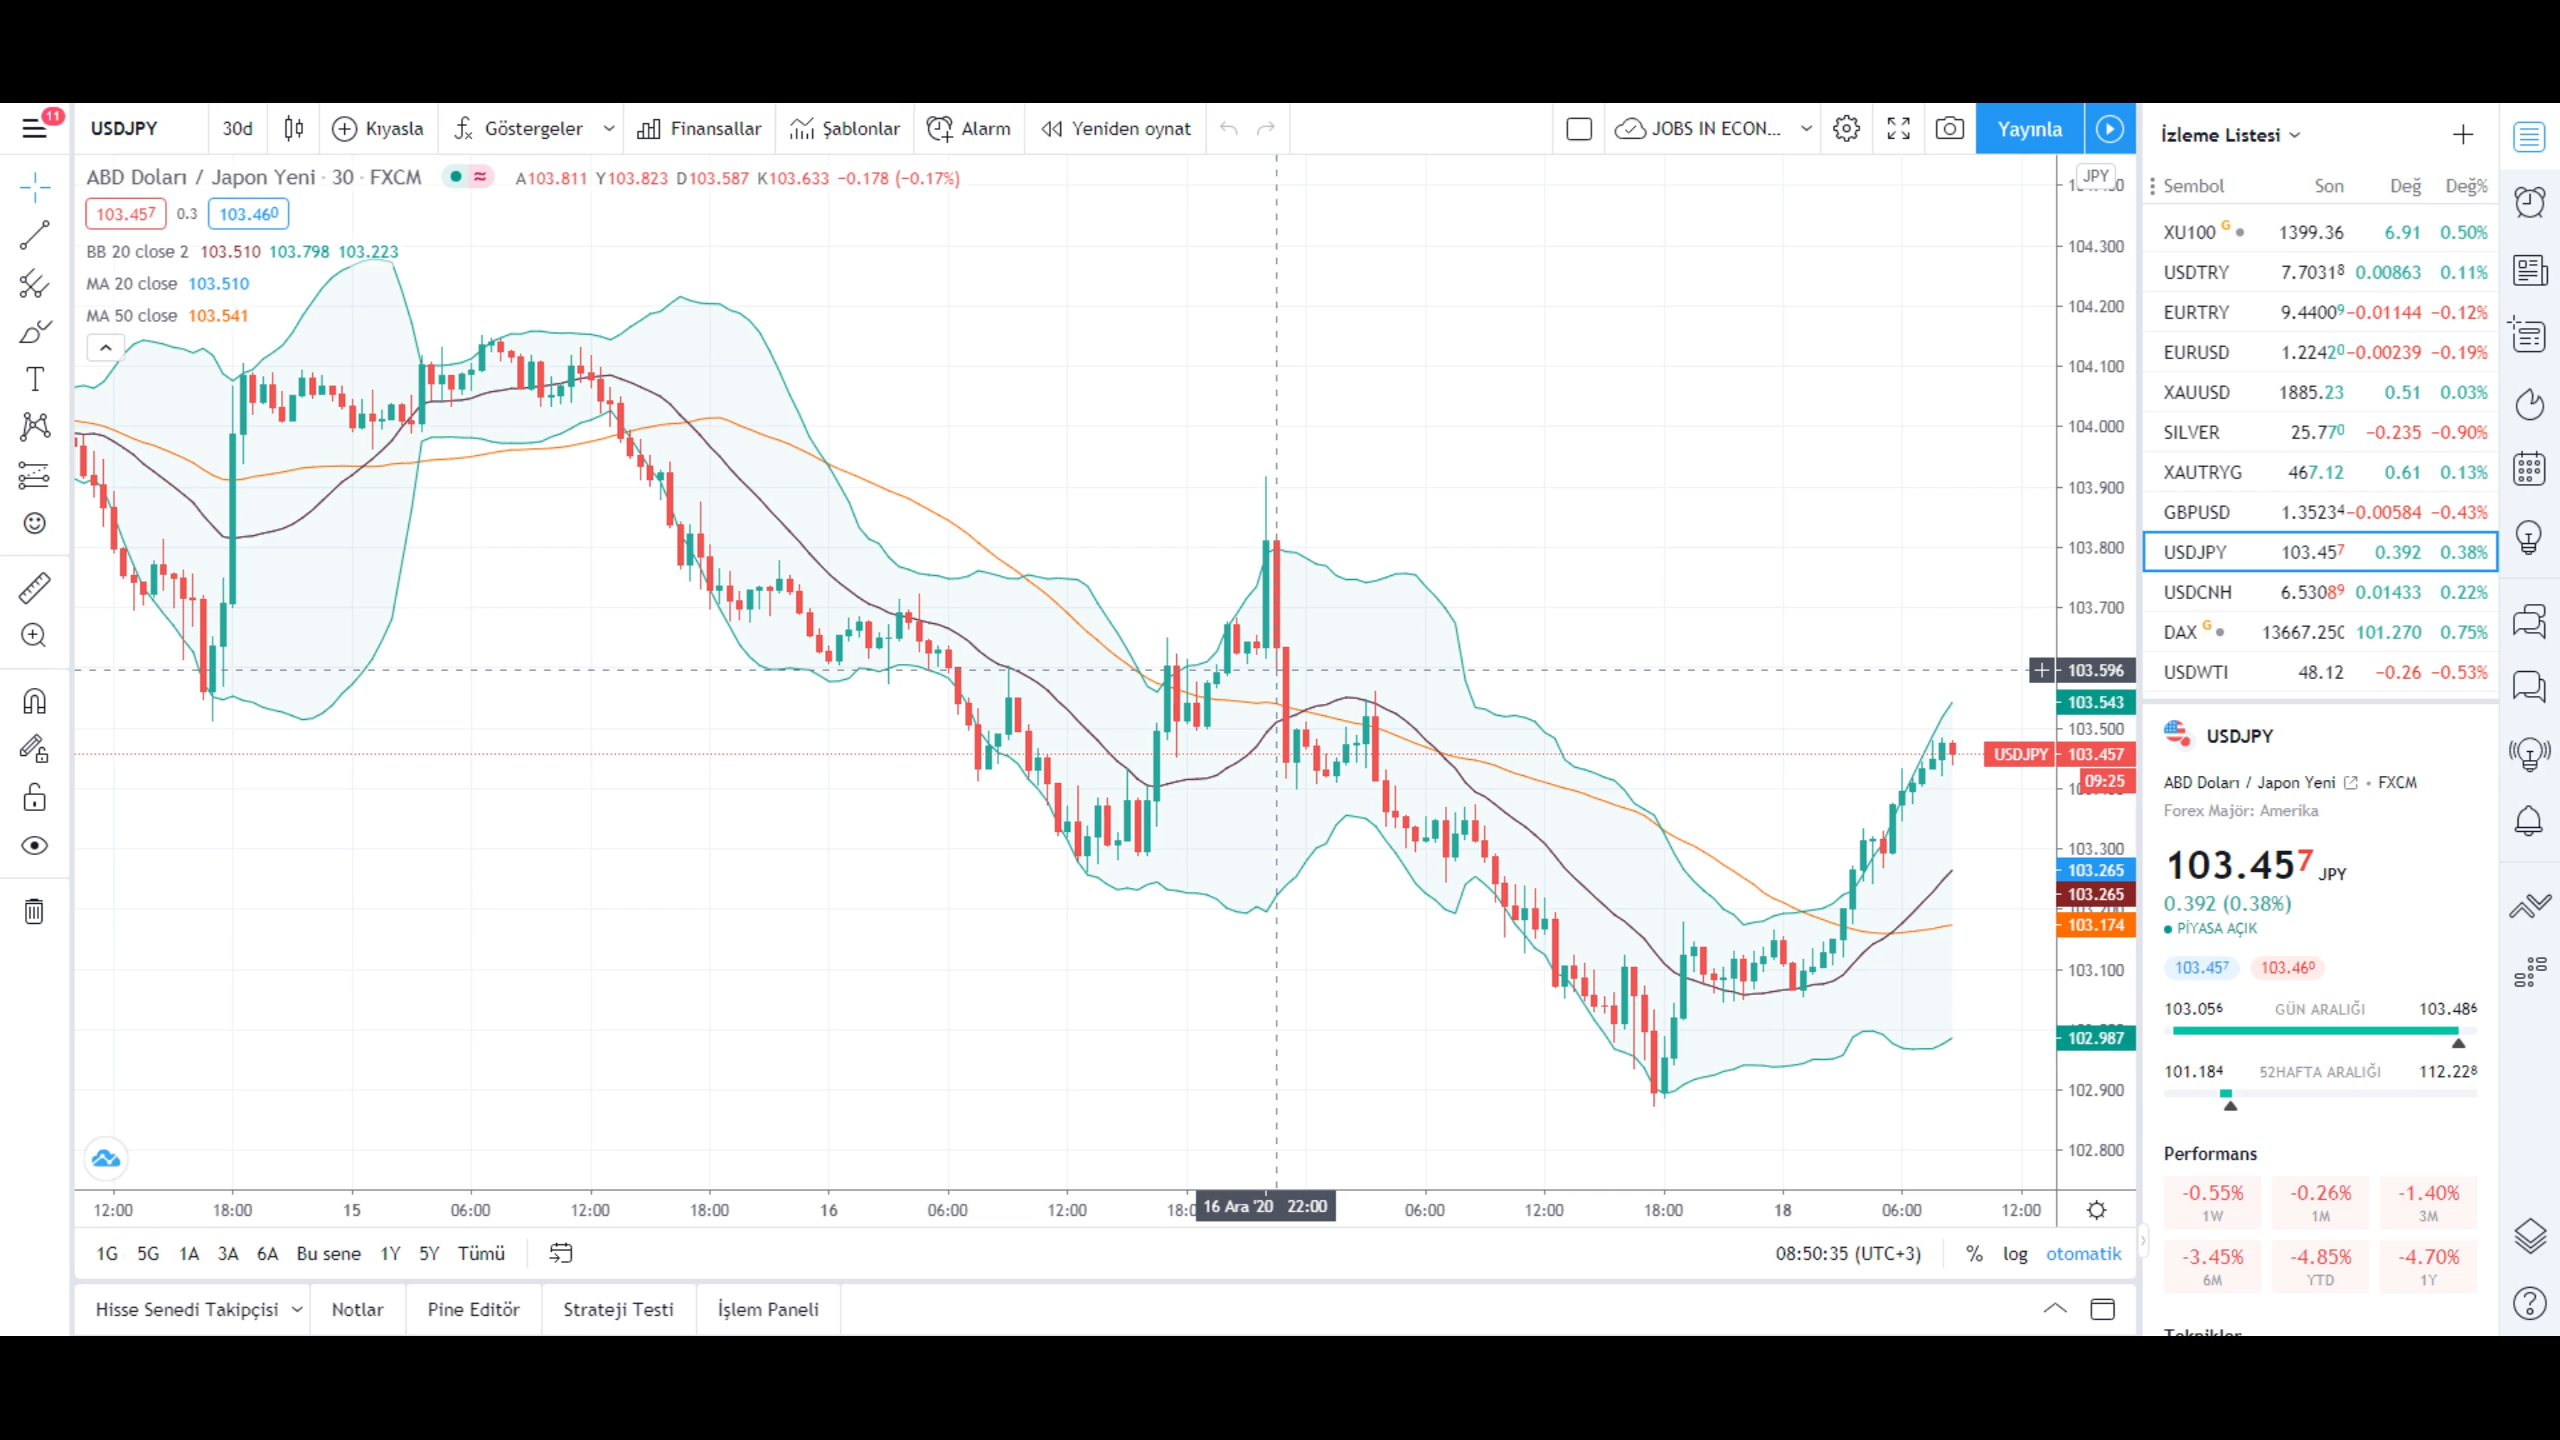 11
USDJPY 30d Kıyasla Göstergeler Finansallar Şablonlar Alarm Yeniden oynat JOBS IN ECON... Yayınla
ABD Doları / Japon Yeni · 30 · FXCM A103.811 Y103.823 D103.587 K103.633 −0.178 (−0.17%)
103.457 0.3 103.460
BB 20 close 2 103.510 103.798 103.223
MA 20 close 103.510
MA 50 close 103.541
JPY
104.300
104.200
104.100
104.000
103.900
103.800
103.700
103.596
103.543
103.500
USDJPY 103.457
09:25
103.300
103.265
103.265
103.174
103.100
102.987
102.900
102.800
12:00 18:00 15 06:00 12:00 18:00 16 06:00 12:00 16 Ara '20 22:00 06:00 12:00 18:00 18 06:00 12:00
1G 5G 1A 3A 6A Bu sene 1Y 5Y Tümü 08:50:35 (UTC+3) % log otomatik
Hisse Senedi Takipçisi Notlar Pine Editör Strateji Testi İşlem Paneli
İzleme Listesi
Sembol Son Değ Değ%
XU100 G 1399.36 6.91 0.50%
USDTRY 7.70318 0.00863 0.11%
EURTRY 9.44009 −0.01144 −0.12%
EURUSD 1.22420 −0.00239 −0.19%
XAUUSD 1885.23 0.51 0.03%
SILVER 25.770 −0.235 −0.90%
XAUTRYG 467.12 0.61 0.13%
GBPUSD 1.35234 −0.00584 −0.43%
USDJPY 103.457 0.392 0.38%
USDCNH 6.53089 0.01433 0.22%
DAX G 101.270 0.75%
USDWTI 48.12 −0.26 −0.53%
USDJPY
ABD Doları / Japon Yeni • FXCM
Forex Majör: Amerika
103.457 JPY
0.392 (0.38%)
PİYASA AÇIK
103.457 103.460
103.056 GÜN ARALIĞI 103.486
101.184 52HAFTA ARALIĞI 112.228
Performans
-0.55% -0.26% -1.40%
1W 1M 3M
-3.45% -4.85% -4.70%
6M YTD 1Y